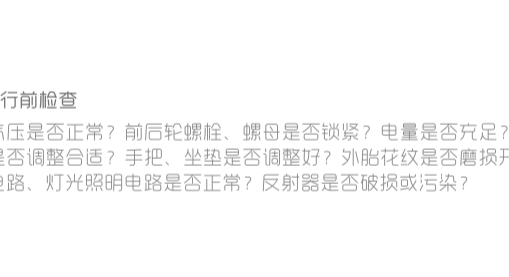 行前检查
压是否正常？前后轮螺栓、螺母是否锁紧？电量是否充足？
是否调整合适？手把、坐垫是否调整好？外胎花纹是否磨损
路、灯光照明电路是否正常？反射器是否破损或污染？